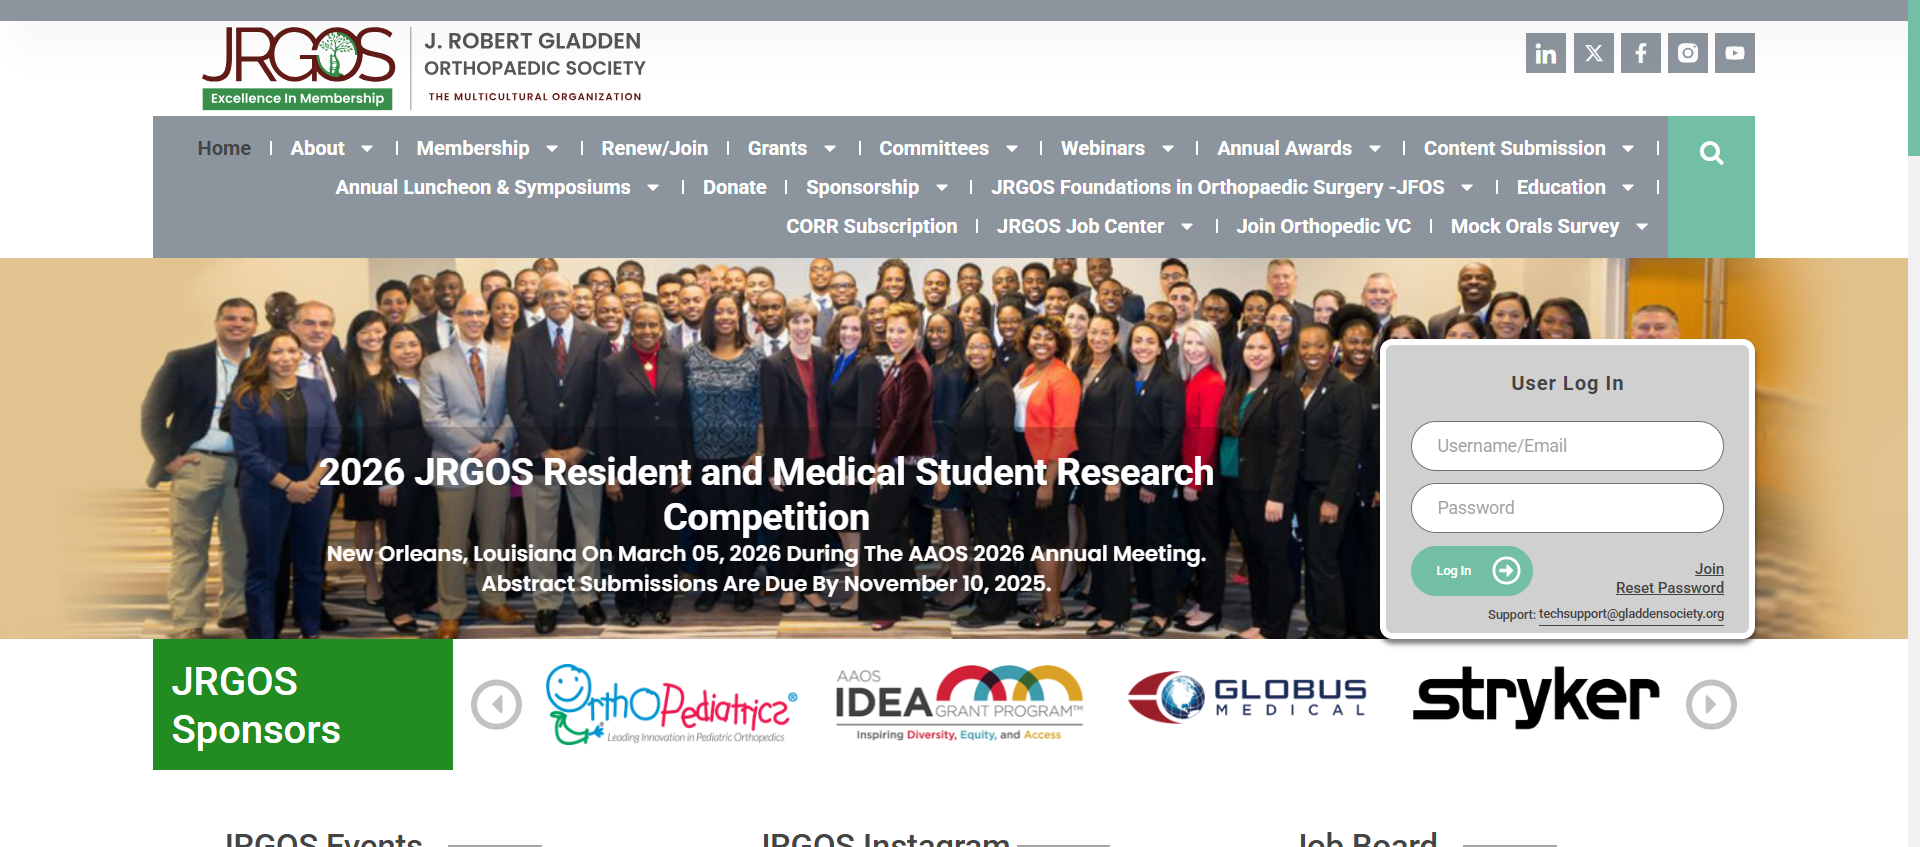 JRGOS
Excellence In Membership
J. ROBERT GLADDEN
ORTHOPAEDIC SOCIETY
THE MULTICULTURAL ORGANIZATION
Home About Membership Renew/Join Grants Committees Webinars Annual Awards Content Submission
Annual Luncheon & Symposiums Donate Sponsorship JRGOS Foundations in Orthopaedic Surgery -JFOS Education
CORR Subscription JRGOS Job Center Join Orthopedic VC Mock Orals Survey
2026 JRGOS Resident and Medical Student Research
Competition
New Orleans, Louisiana On March 05, 2026 During The AAOS 2026 Annual Meeting.
Abstract Submissions Are Due By November 10, 2025.
User Log In
Username/Email
Password
Log In
Join
Reset Password
Support: techsupport@gladdensociety.org
JRGOS
Sponsors
OrthoPediatrics®
Leading Innovation in Pediatric Orthopedics
AAOS
IDEA GRANT PROGRAM™
Inspiring Diversity, Equity, and Access
GLOBUS
MEDICAL
stryker
JRGOS Events
JRGOS Instagram
Job Board